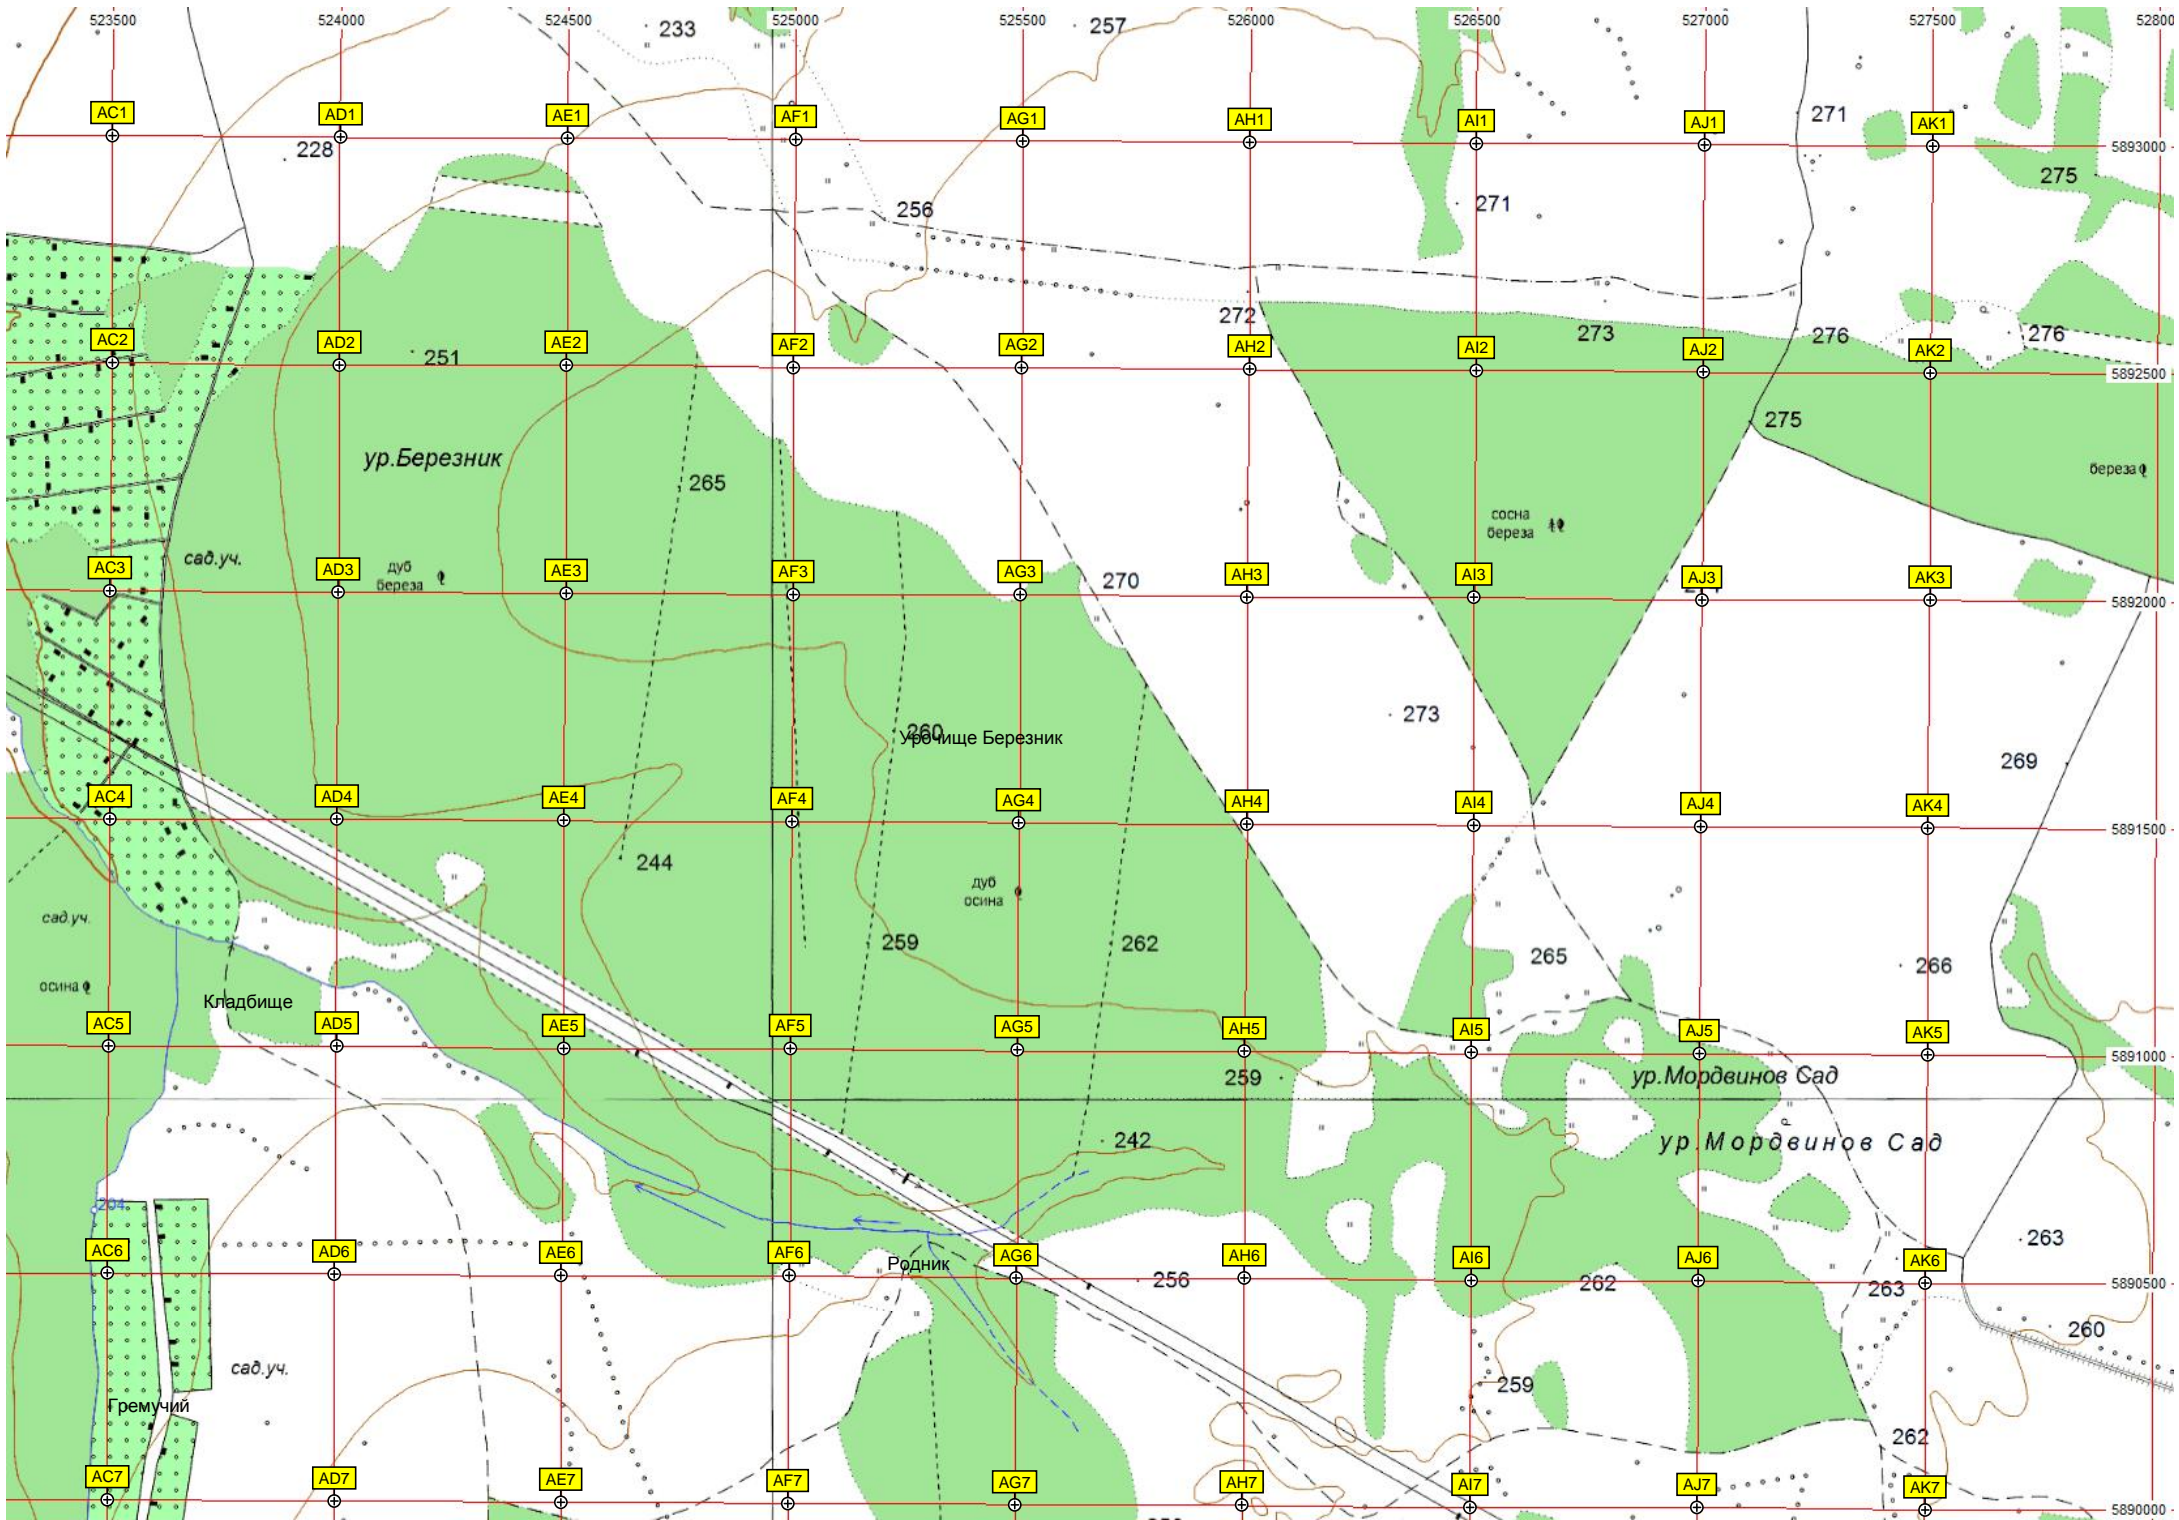 523500 524000 524500 525000 525500 526000 526500 527000 527500 528000
233 257
AC1 AD1 AE1 AF1 AG1 AH1 AI1 AJ1 271 AK1
228 5893000
275
256 271
272 273 276 276
AC2 AD2 251 AE2 AF2 AG2 AH2 AI2 AJ2 AK2
5892500
275
ур.Березник
265 береза
сосна
береза
сад.уч.
AC3 AD3 дуб
береза AE3 AF3 AG3 270 AH3 AI3 AJ3 AK3
5892000
273
260
Урочище Березник
269
AC4 AD4 AE4 AF4 AG4 AH4 AI4 AJ4 AK4
5891500
244
дуб
осина
сад.уч.
259 262 265 266
осина
Кладбище
AC5 AD5 AE5 AF5 AG5 AH5 AI5 AJ5 AK5
5891000
259 ур.Мордвинов Сад
242 ур.Мордвинов Сад
204
263
AC6 AD6 AE6 AF6 AG6 AH6 AI6 AJ6 AK6
Родник
256 262 263 5890500
260
сад.уч. 259
Гремучий
262
AC7 AD7 AE7 AF7 AG7 AH7 AI7 AJ7 AK7
5890000